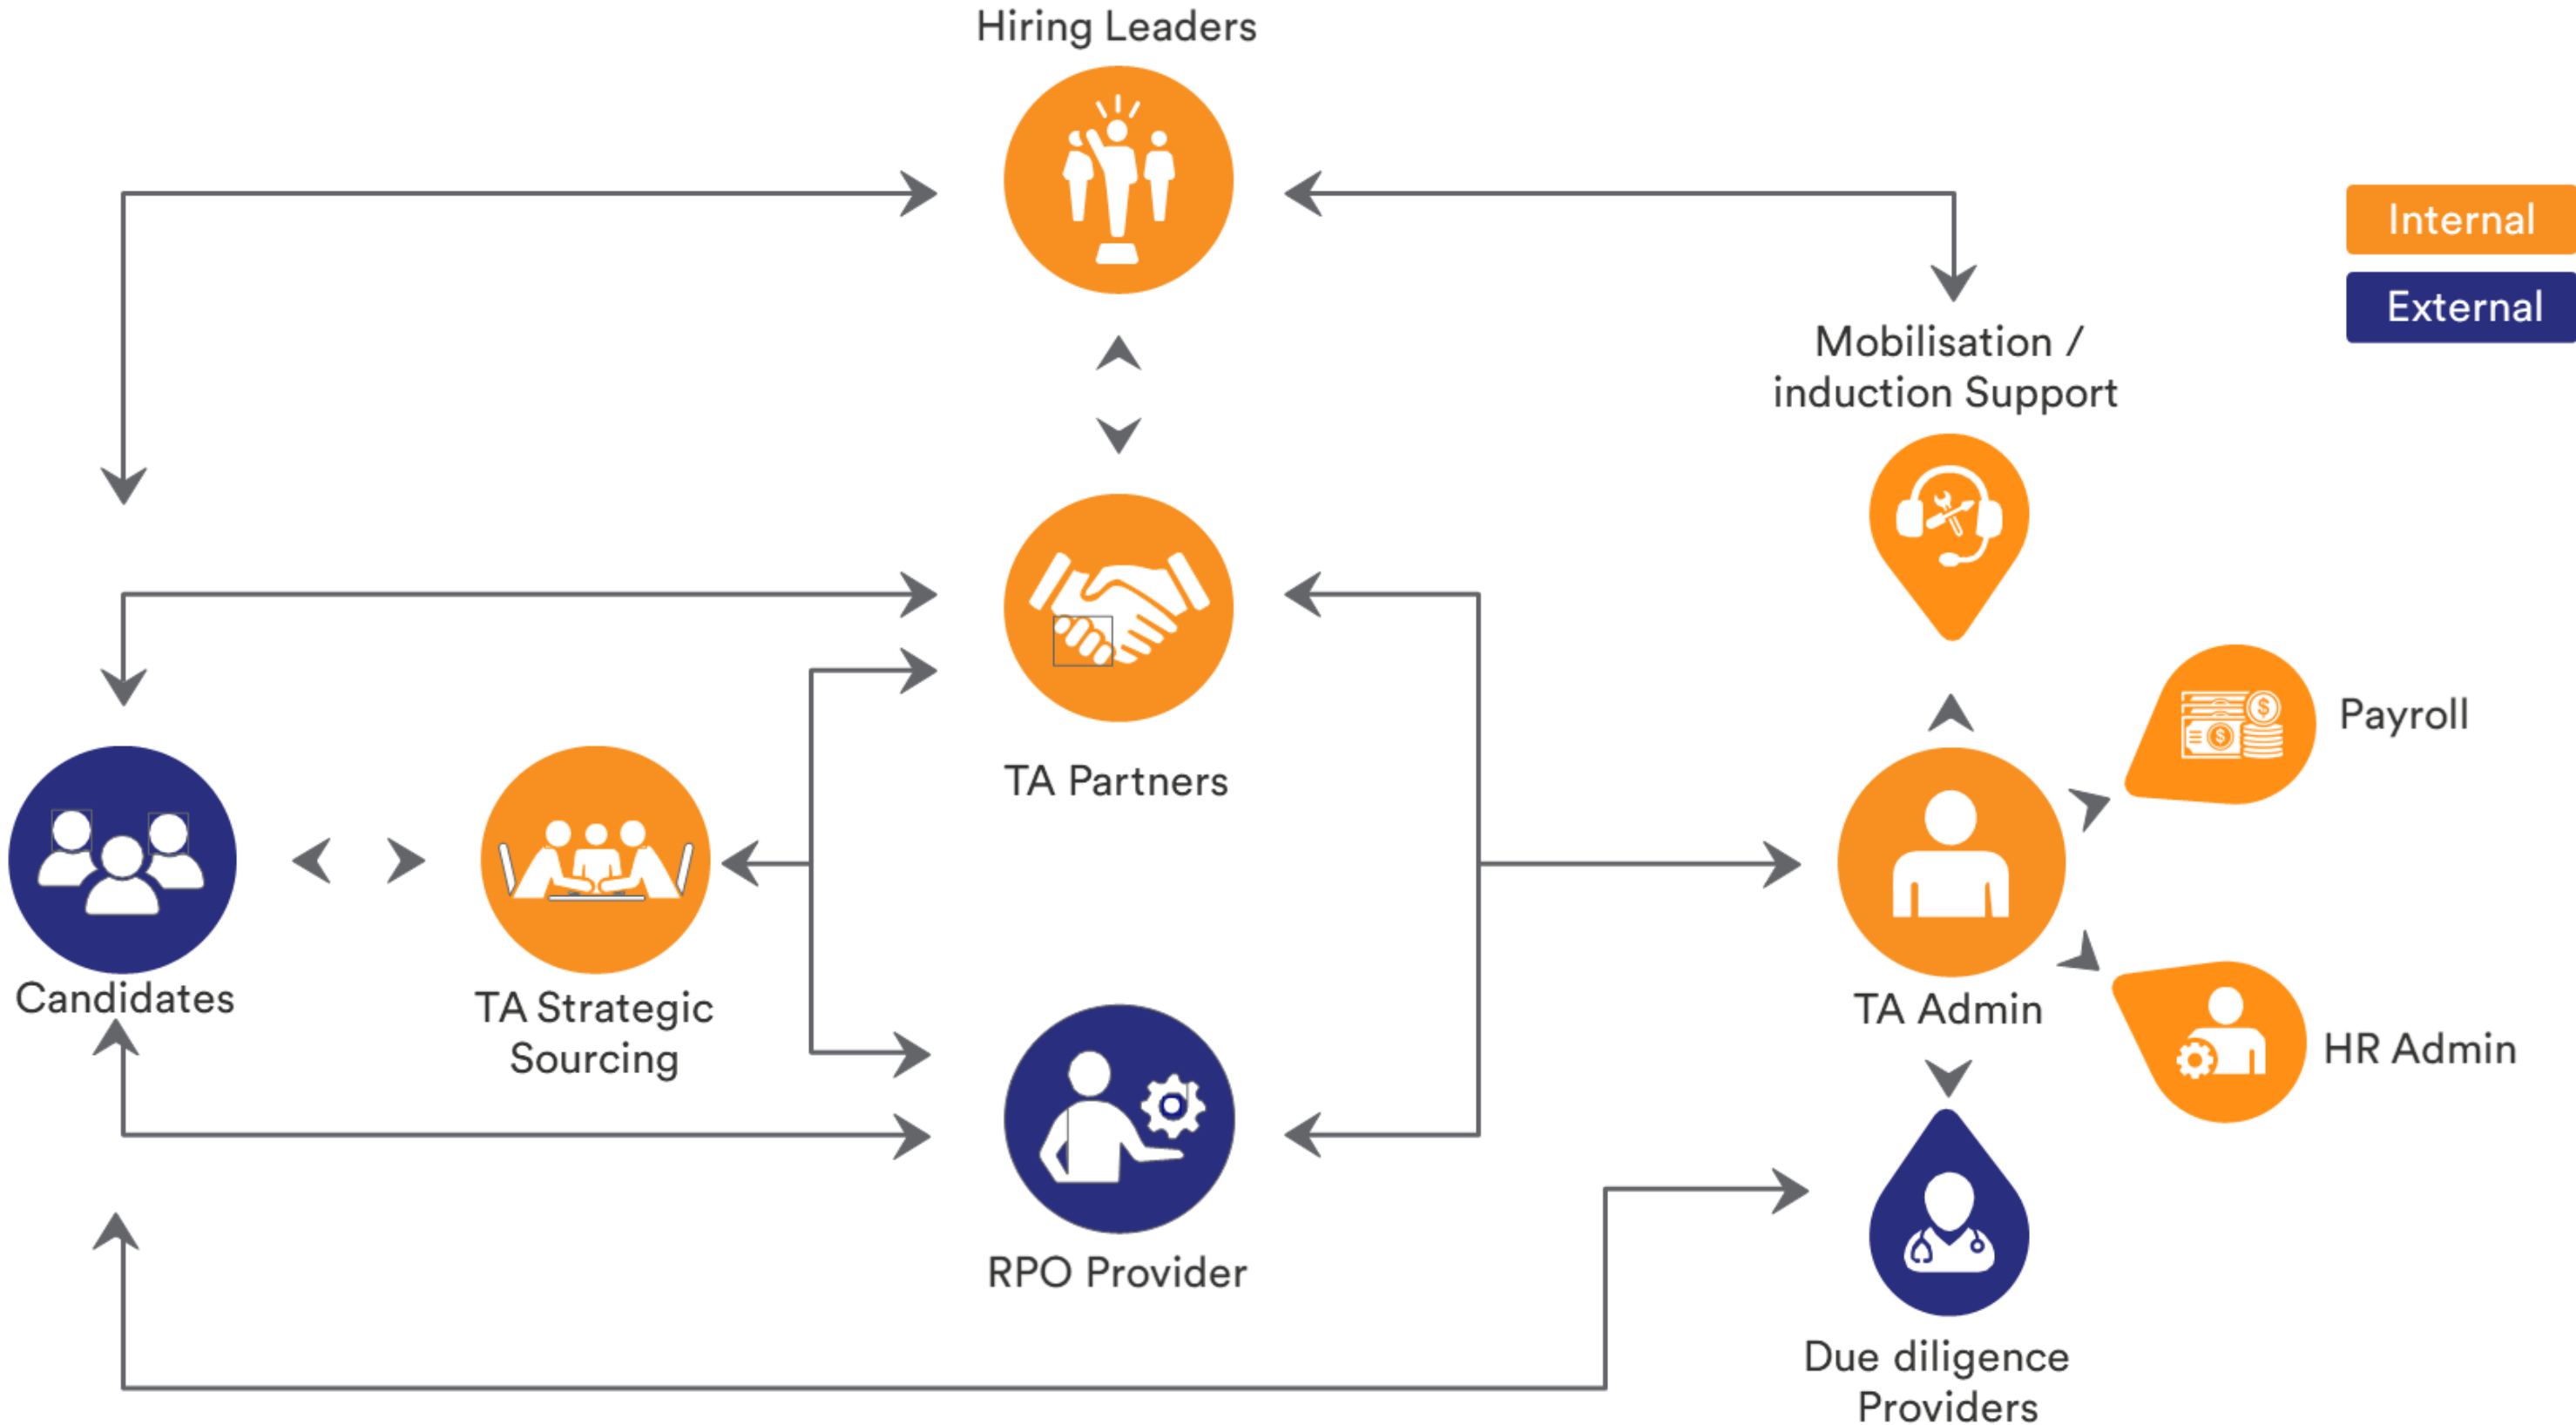 Hiring Leaders
Internal
External
Mobilisation /
induction Support
Payroll
TA Partners
Candidates
TA Strategic
Sourcing
TA Admin
HR Admin
RPO Provider
Due diligence
Providers